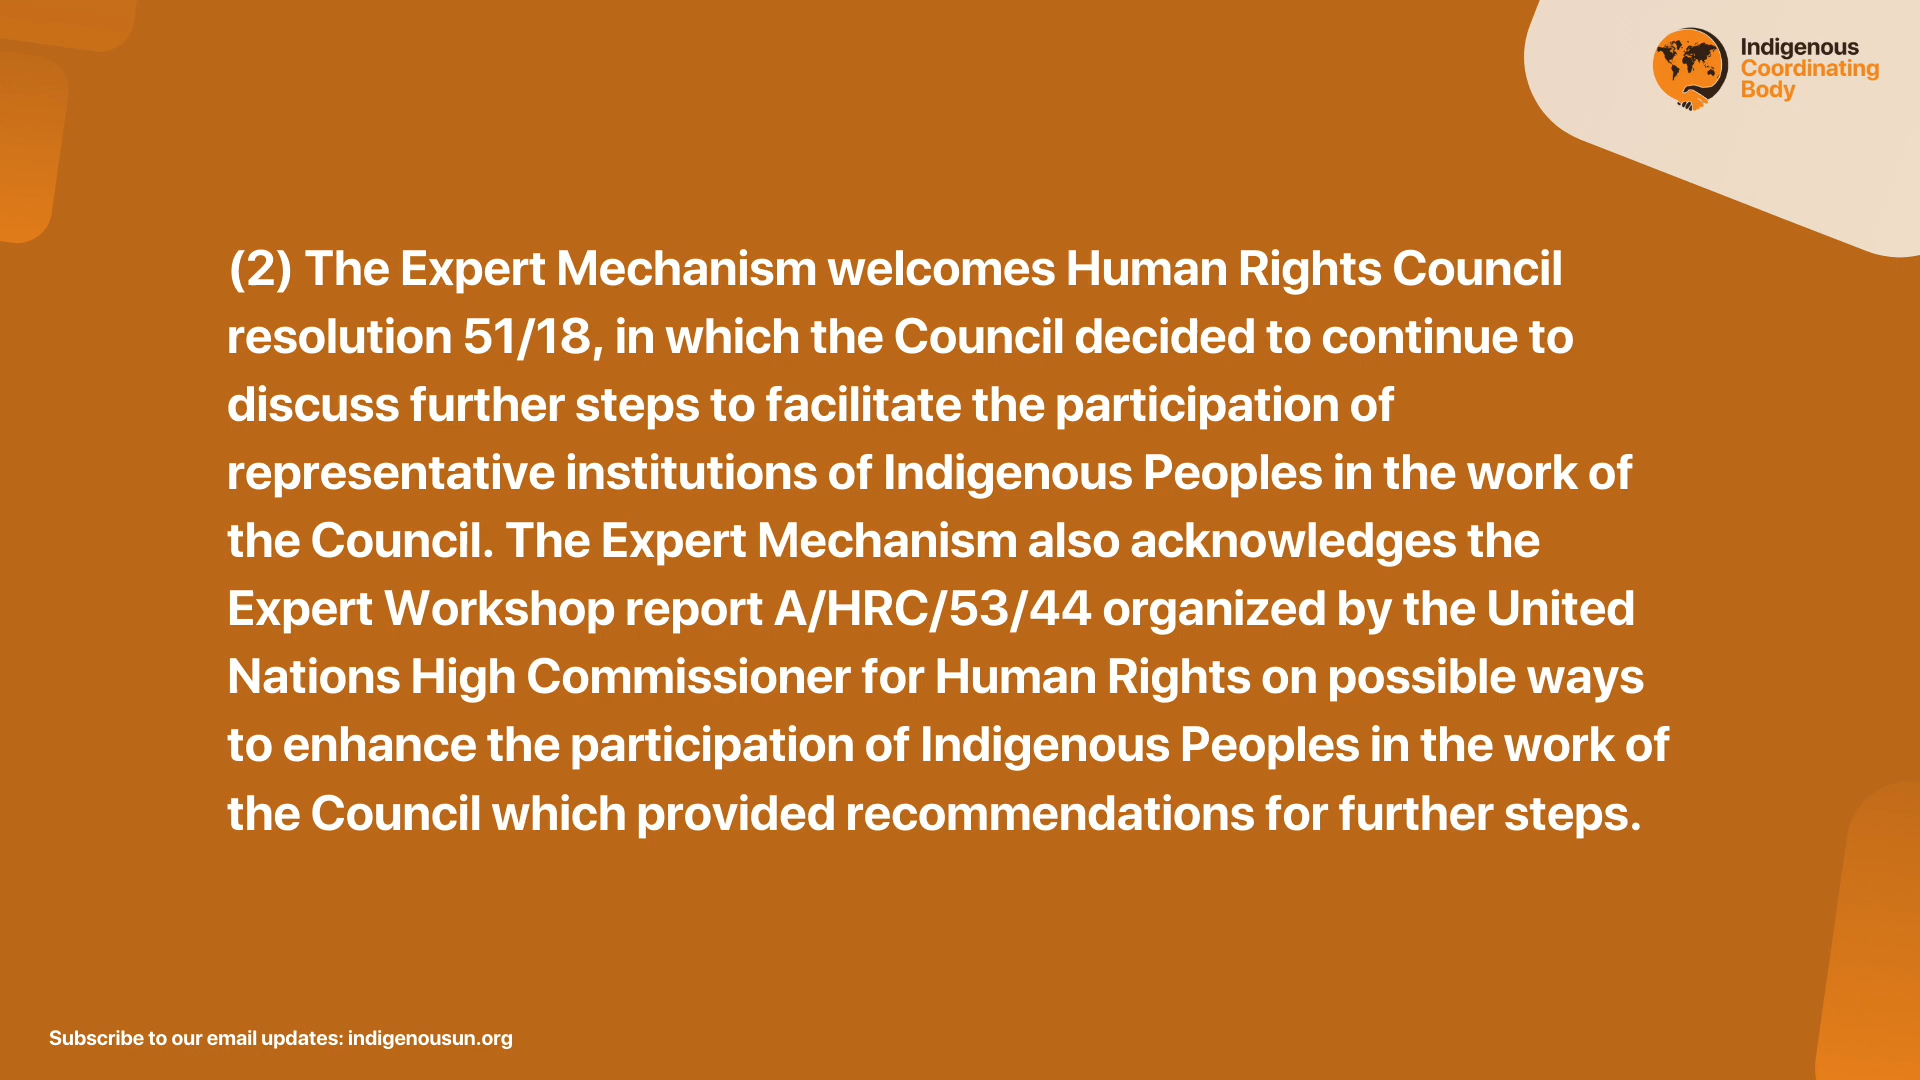 Indigenous
Coordinating
Body
(2) The Expert Mechanism welcomes Human Rights Council
resolution 51/18, in which the Council decided to continue to
discuss further steps to facilitate the participation of
representative institutions of Indigenous Peoples in the work of
the Council. The Expert Mechanism also acknowledges the
Expert Workshop report A/HRC/53/44 organized by the United
Nations High Commissioner for Human Rights on possible ways
to enhance the participation of Indigenous Peoples in the work of
the Council which provided recommendations for further steps.
Subscribe to our email updates: indigenousun.org